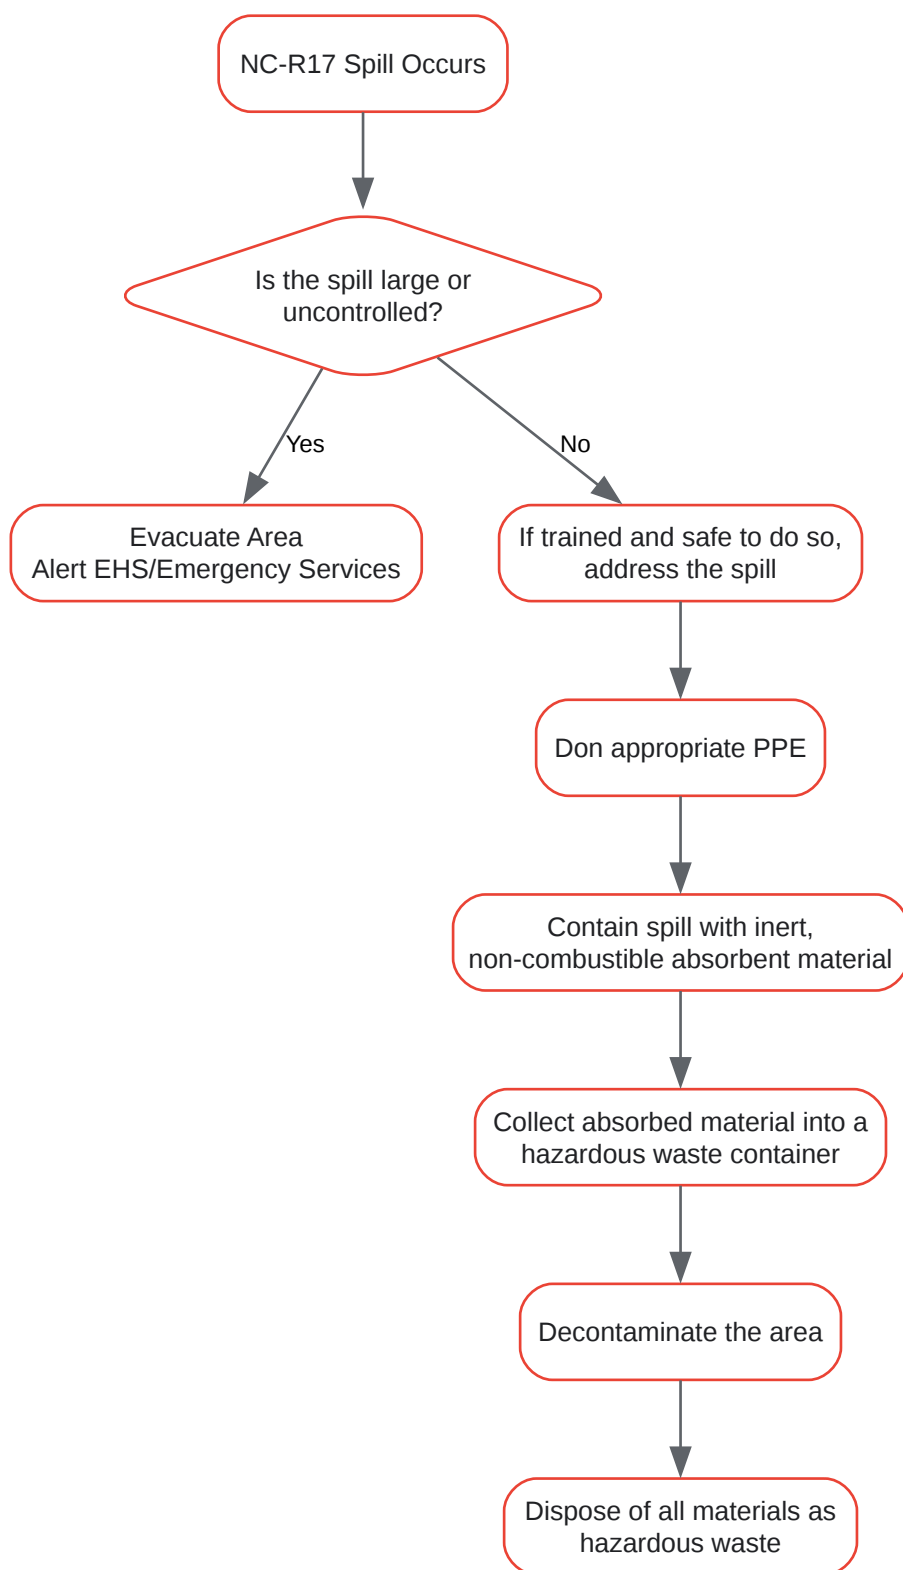 NC-R17 Spill Occurs
Is the spill large or
uncontrolled?
Yes
No
Evacuate Area
Alert EHS/Emergency Services
If trained and safe to do so,
address the spill
Don appropriate PPE
Contain spill with inert,
non-combustible absorbent material
Collect absorbed material into a
hazardous waste container
Decontaminate the area
Dispose of all materials as
hazardous waste